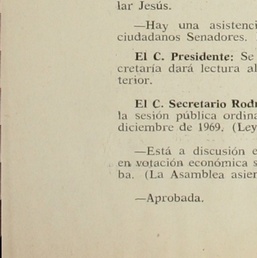 lar Jesús.
—Hay una asistenci
ciudadanos Senadores.
El C. Presidente: Se
cretaría dará lectura al
terior.
El C. Secretario Rodr
la sesión pública ordina
diciembre de 1969. (Ley
—Está a discusión e
en votación económica s
ba. (La Asamblea asien
—Aprobada.